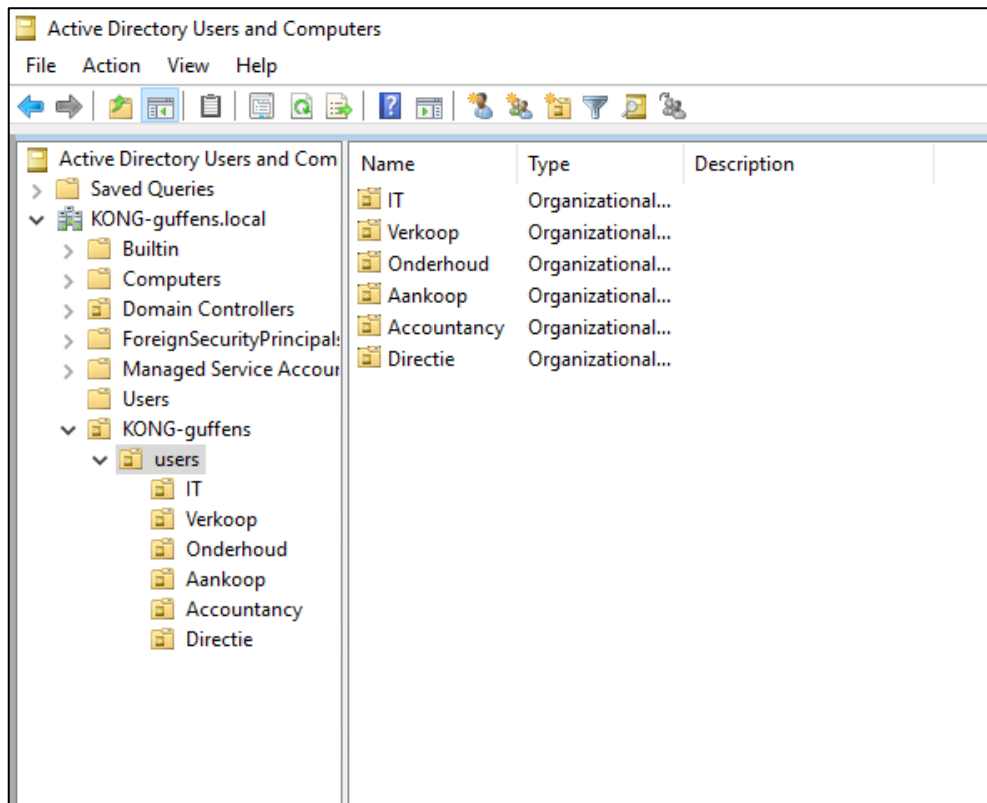 Active Directory Users and Computers
File Action View Help
Active Directory Users and Com
Saved Queries
KONG-guffens.local
Builtin
Computers
Domain Controllers
ForeignSecurityPrincipals
Managed Service Accour
Users
KONG-guffens
users
IT
Verkoop
Onderhoud
Aankoop
Accountancy
Directie
Name Type Description
IT Organizational...
Verkoop Organizational...
Onderhoud Organizational...
Aankoop Organizational...
Accountancy Organizational...
Directie Organizational...